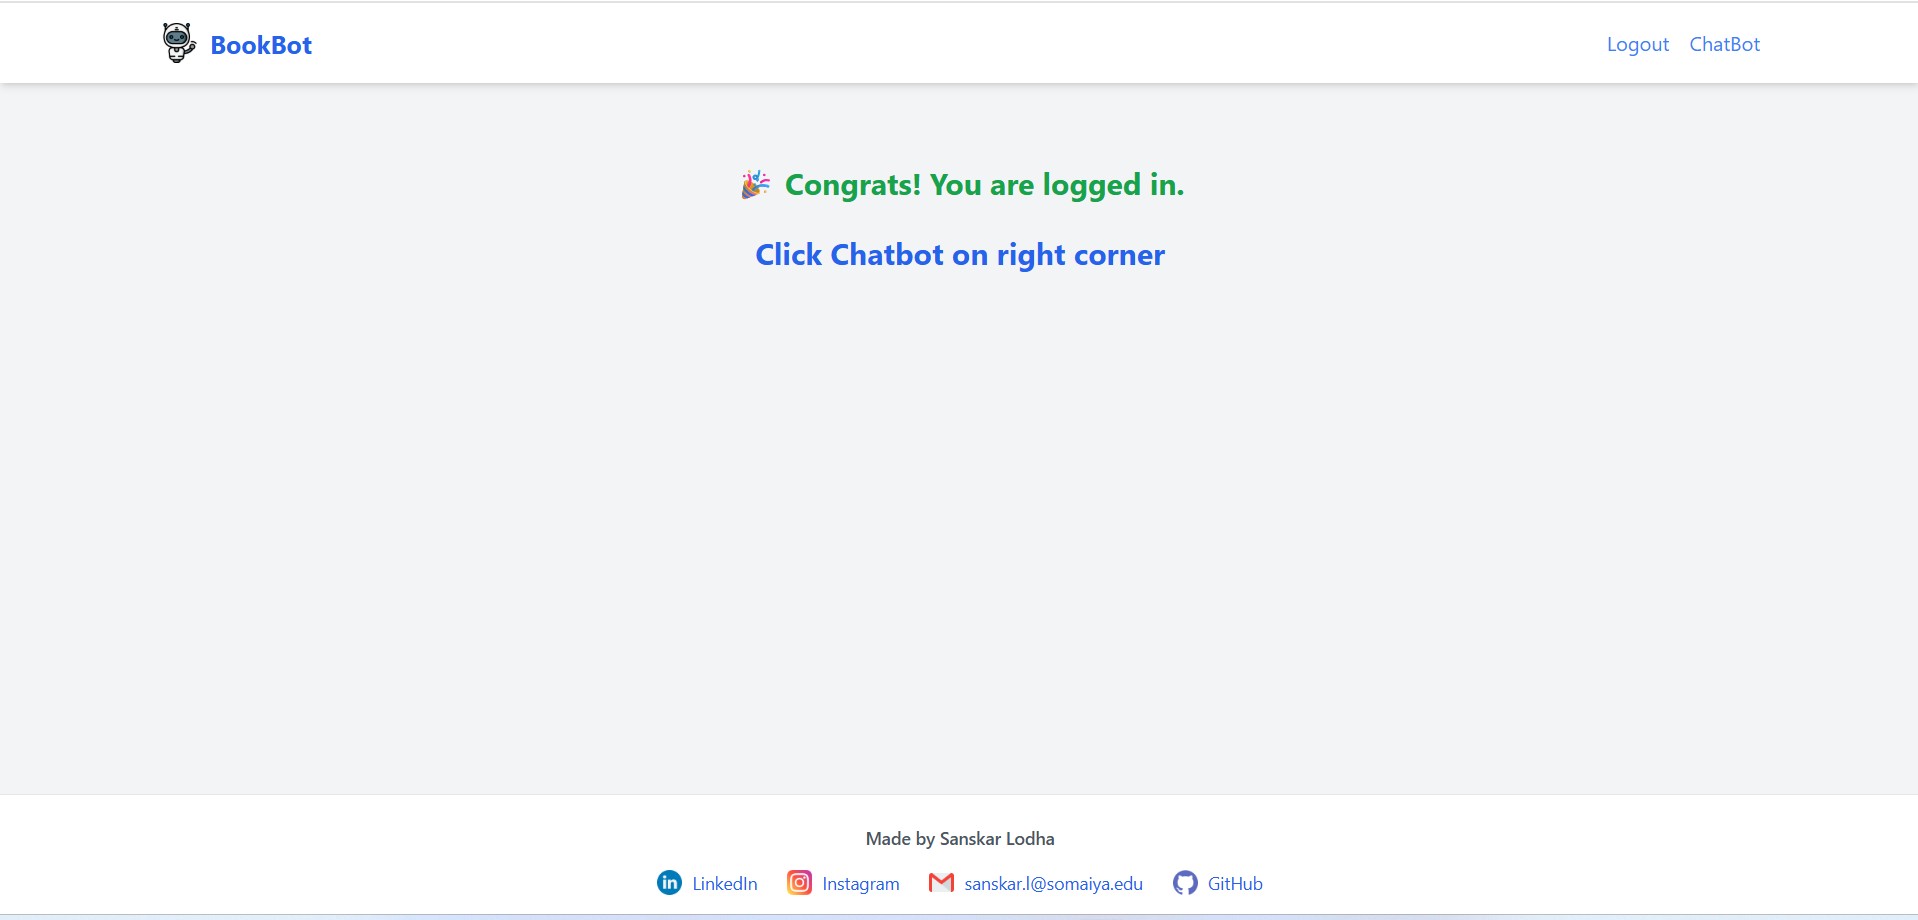 BookBot
Logout ChatBot
🎉 Congrats! You are logged in.
Click Chatbot on right corner
Made by Sanskar Lodha
LinkedIn Instagram sanskar.l@somaiya.edu GitHub